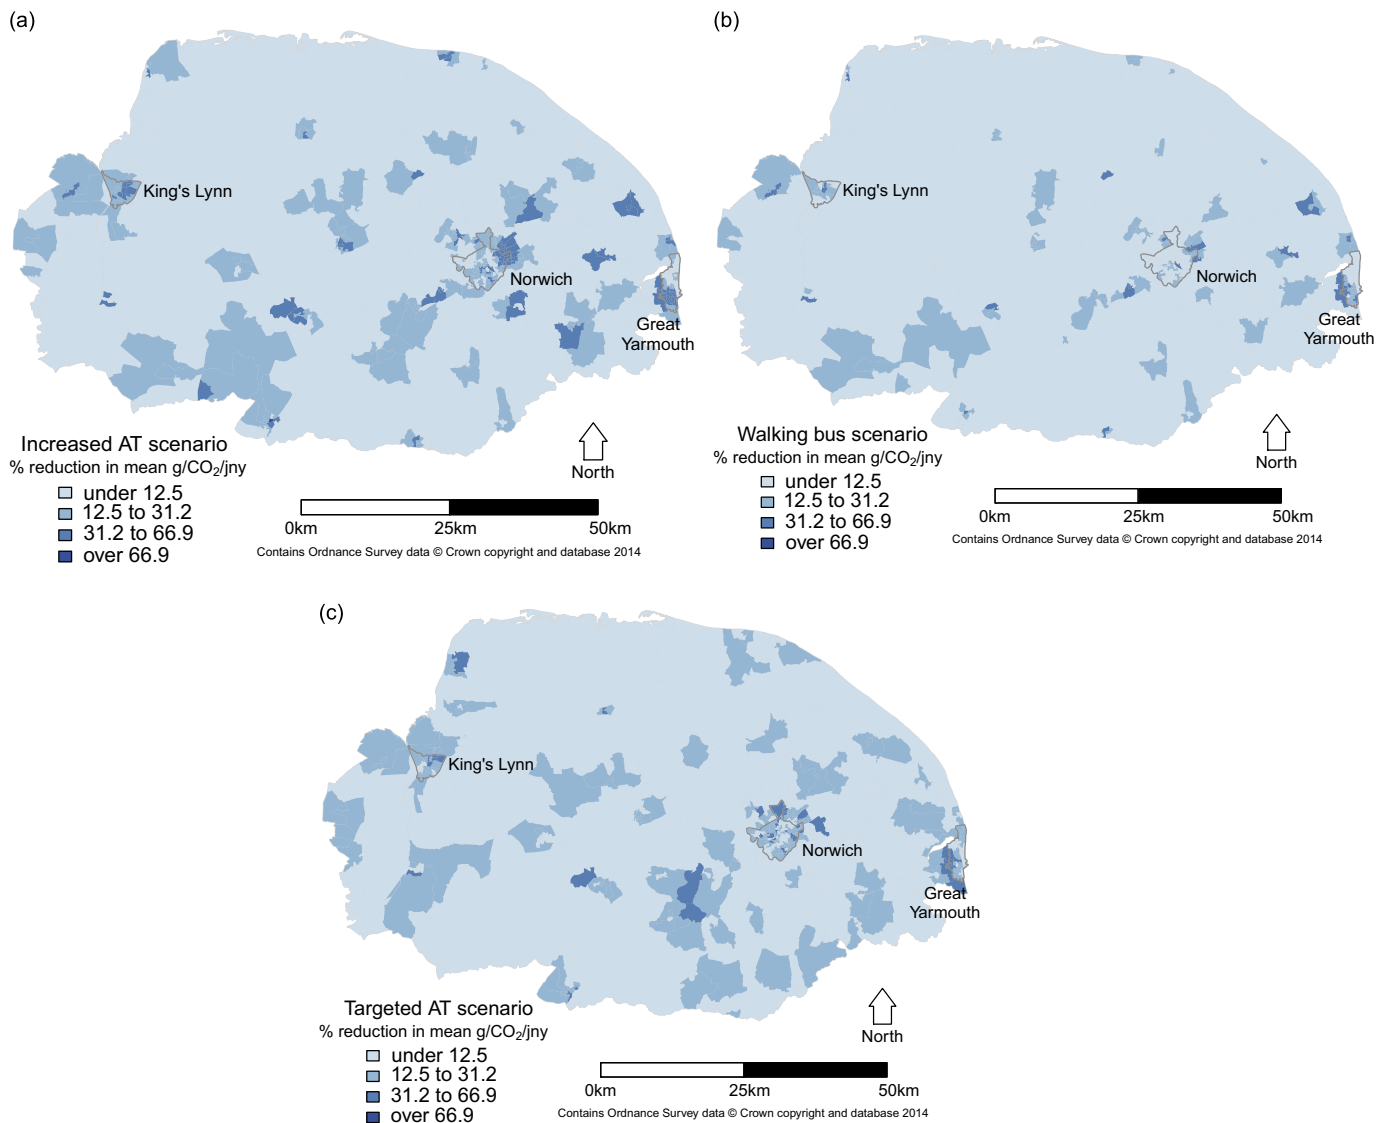 (a)
King's Lynn
Norwich
Great
Yarmouth
Increased AT scenario
% reduction in mean g/CO₂/jny
under 12.5
12.5 to 31.2
31.2 to 66.9
over 66.9
North
0km 25km 50km
Contains Ordnance Survey data © Crown copyright and database 2014
(b)
King's Lynn
Norwich
Great
Yarmouth
Walking bus scenario
% reduction in mean g/CO₂/jny
under 12.5
12.5 to 31.2
31.2 to 66.9
over 66.9
North
0km 25km 50km
Contains Ordnance Survey data © Crown copyright and database 2014
(c)
King's Lynn
Norwich
Great
Yarmouth
Targeted AT scenario
% reduction in mean g/CO₂/jny
under 12.5
12.5 to 31.2
31.2 to 66.9
over 66.9
North
0km 25km 50km
Contains Ordnance Survey data © Crown copyright and database 2014